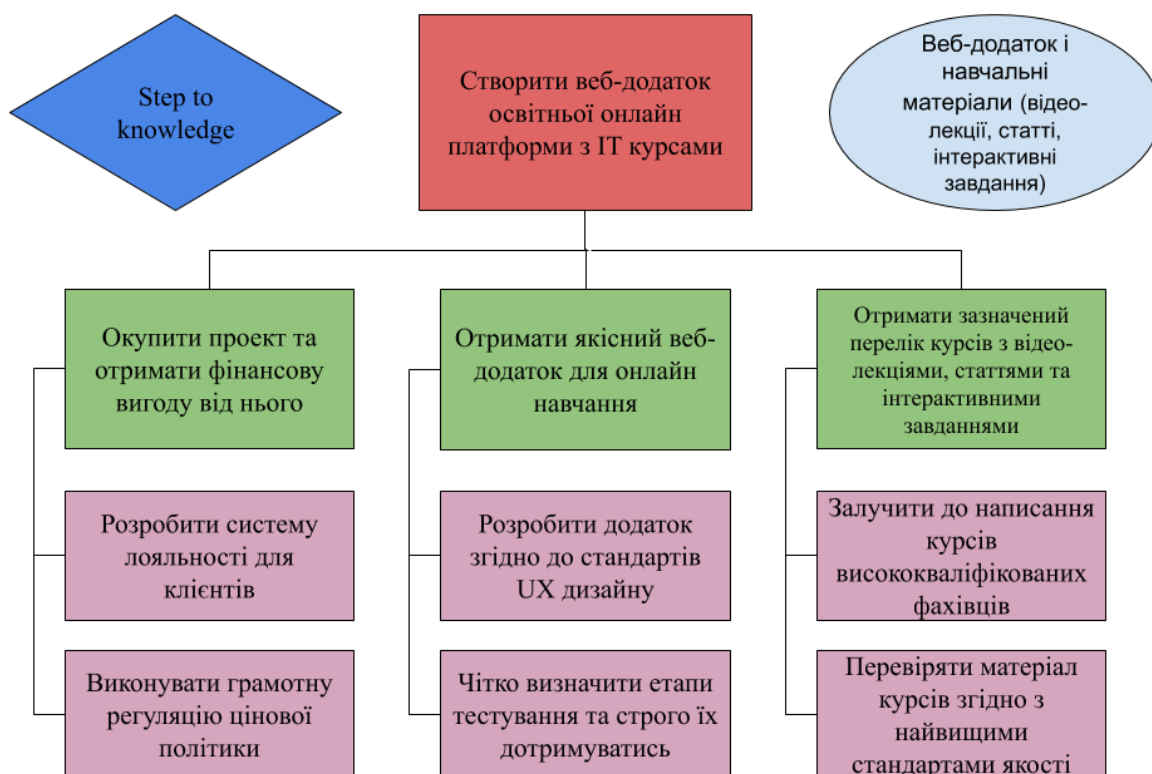 Step to
knowledge
Створити веб-додаток
освітньої онлайн
платформи з ІТ курсами
Веб-додаток і
навчальні
матеріали (відео-
лекції, статті,
інтерактивні
завдання)
Окупити проект та
отримати фінансову
вигоду від нього
Отримати якісний веб-
додаток для онлайн
навчання
Отримати зазначений
перелік курсів з відео-
лекціями, статтями та
інтерактивними
завданнями
Розробити систему
лояльності для
клієнтів
Розробити додаток
згідно до стандартів
UX дизайну
Залучити до написання
курсів
висококваліфікованих
фахівців
Виконувати грамотну
регуляцію цінової
політики
Чітко визначити етапи
тестування та строго їх
дотримуватись
Перевіряти матеріал
курсів згідно з
найвищими
стандартами якості